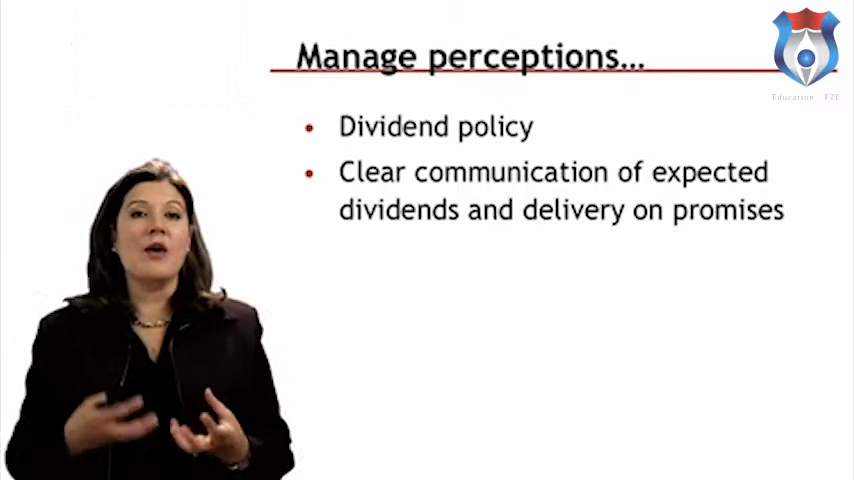 Manage perceptions…
Education FZE
• Dividend policy
• Clear communication of expected
dividends and delivery on promises